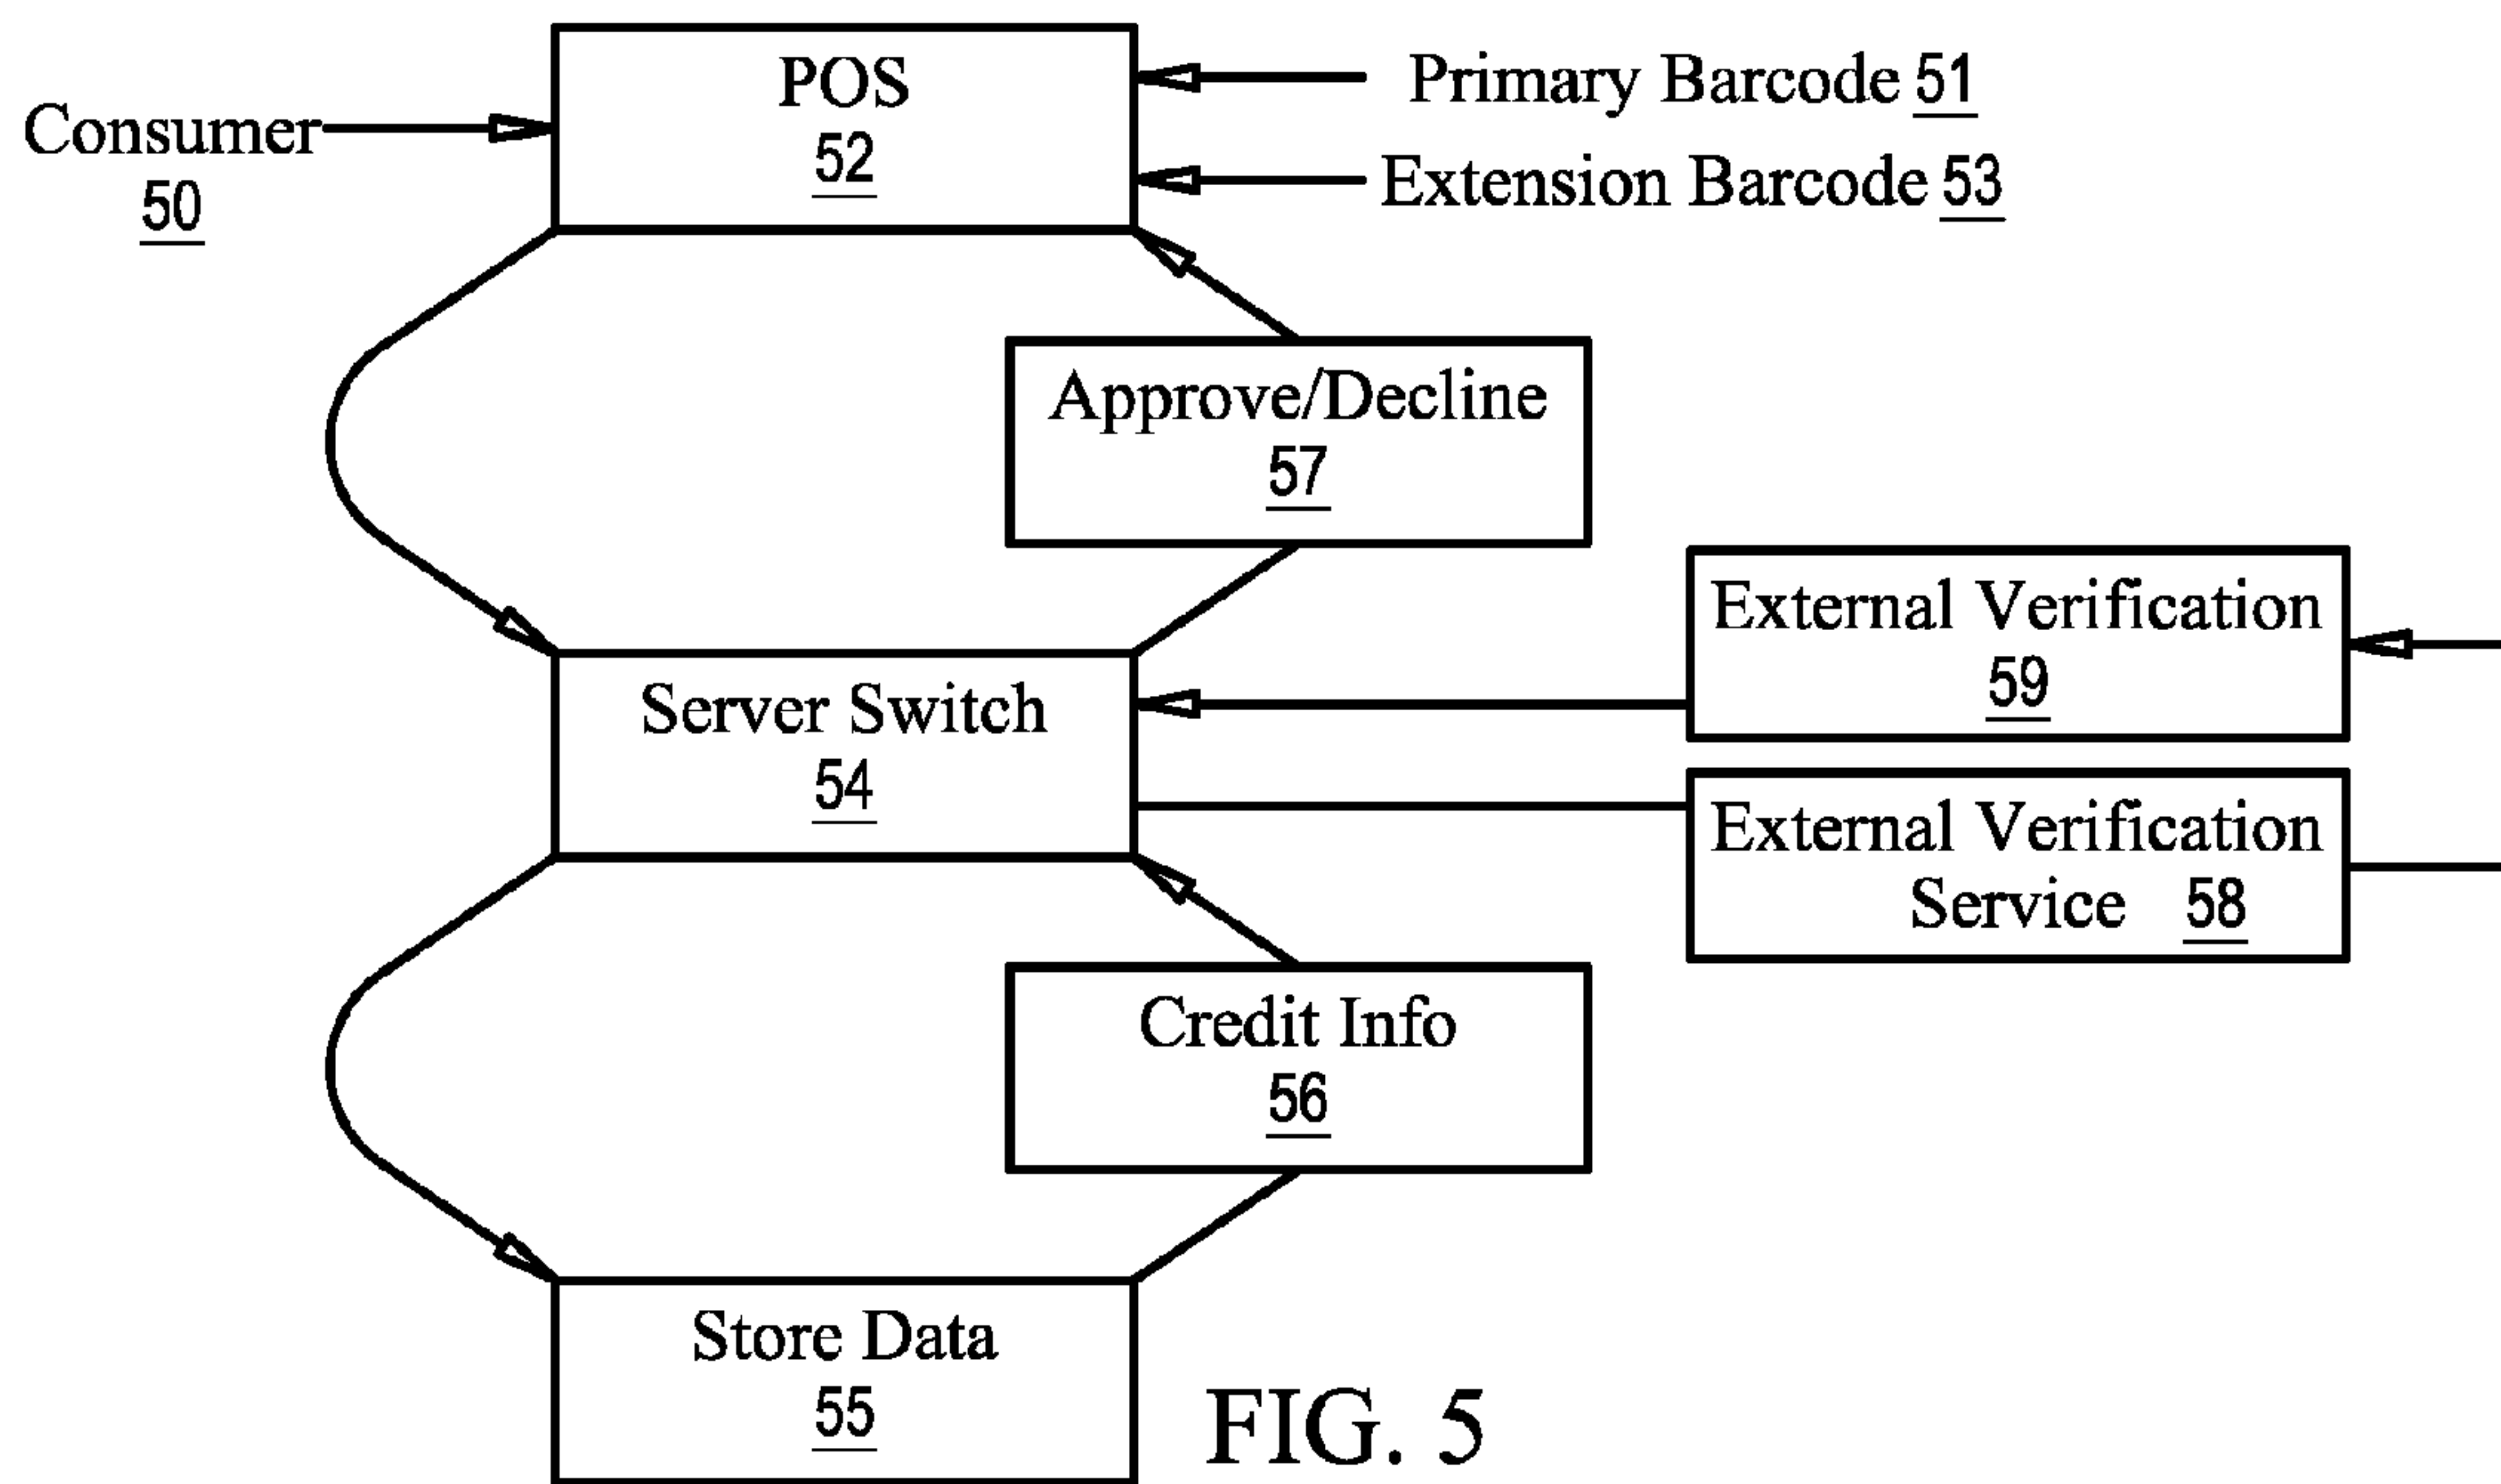 POS
52
Primary Barcode 51
Consumer
50
Extension Barcode 53
Approve/Decline
57
External Verification
59
Server Switch
54
External Verification
Service 58
Credit Info
56
Store Data
55
FIG. 5